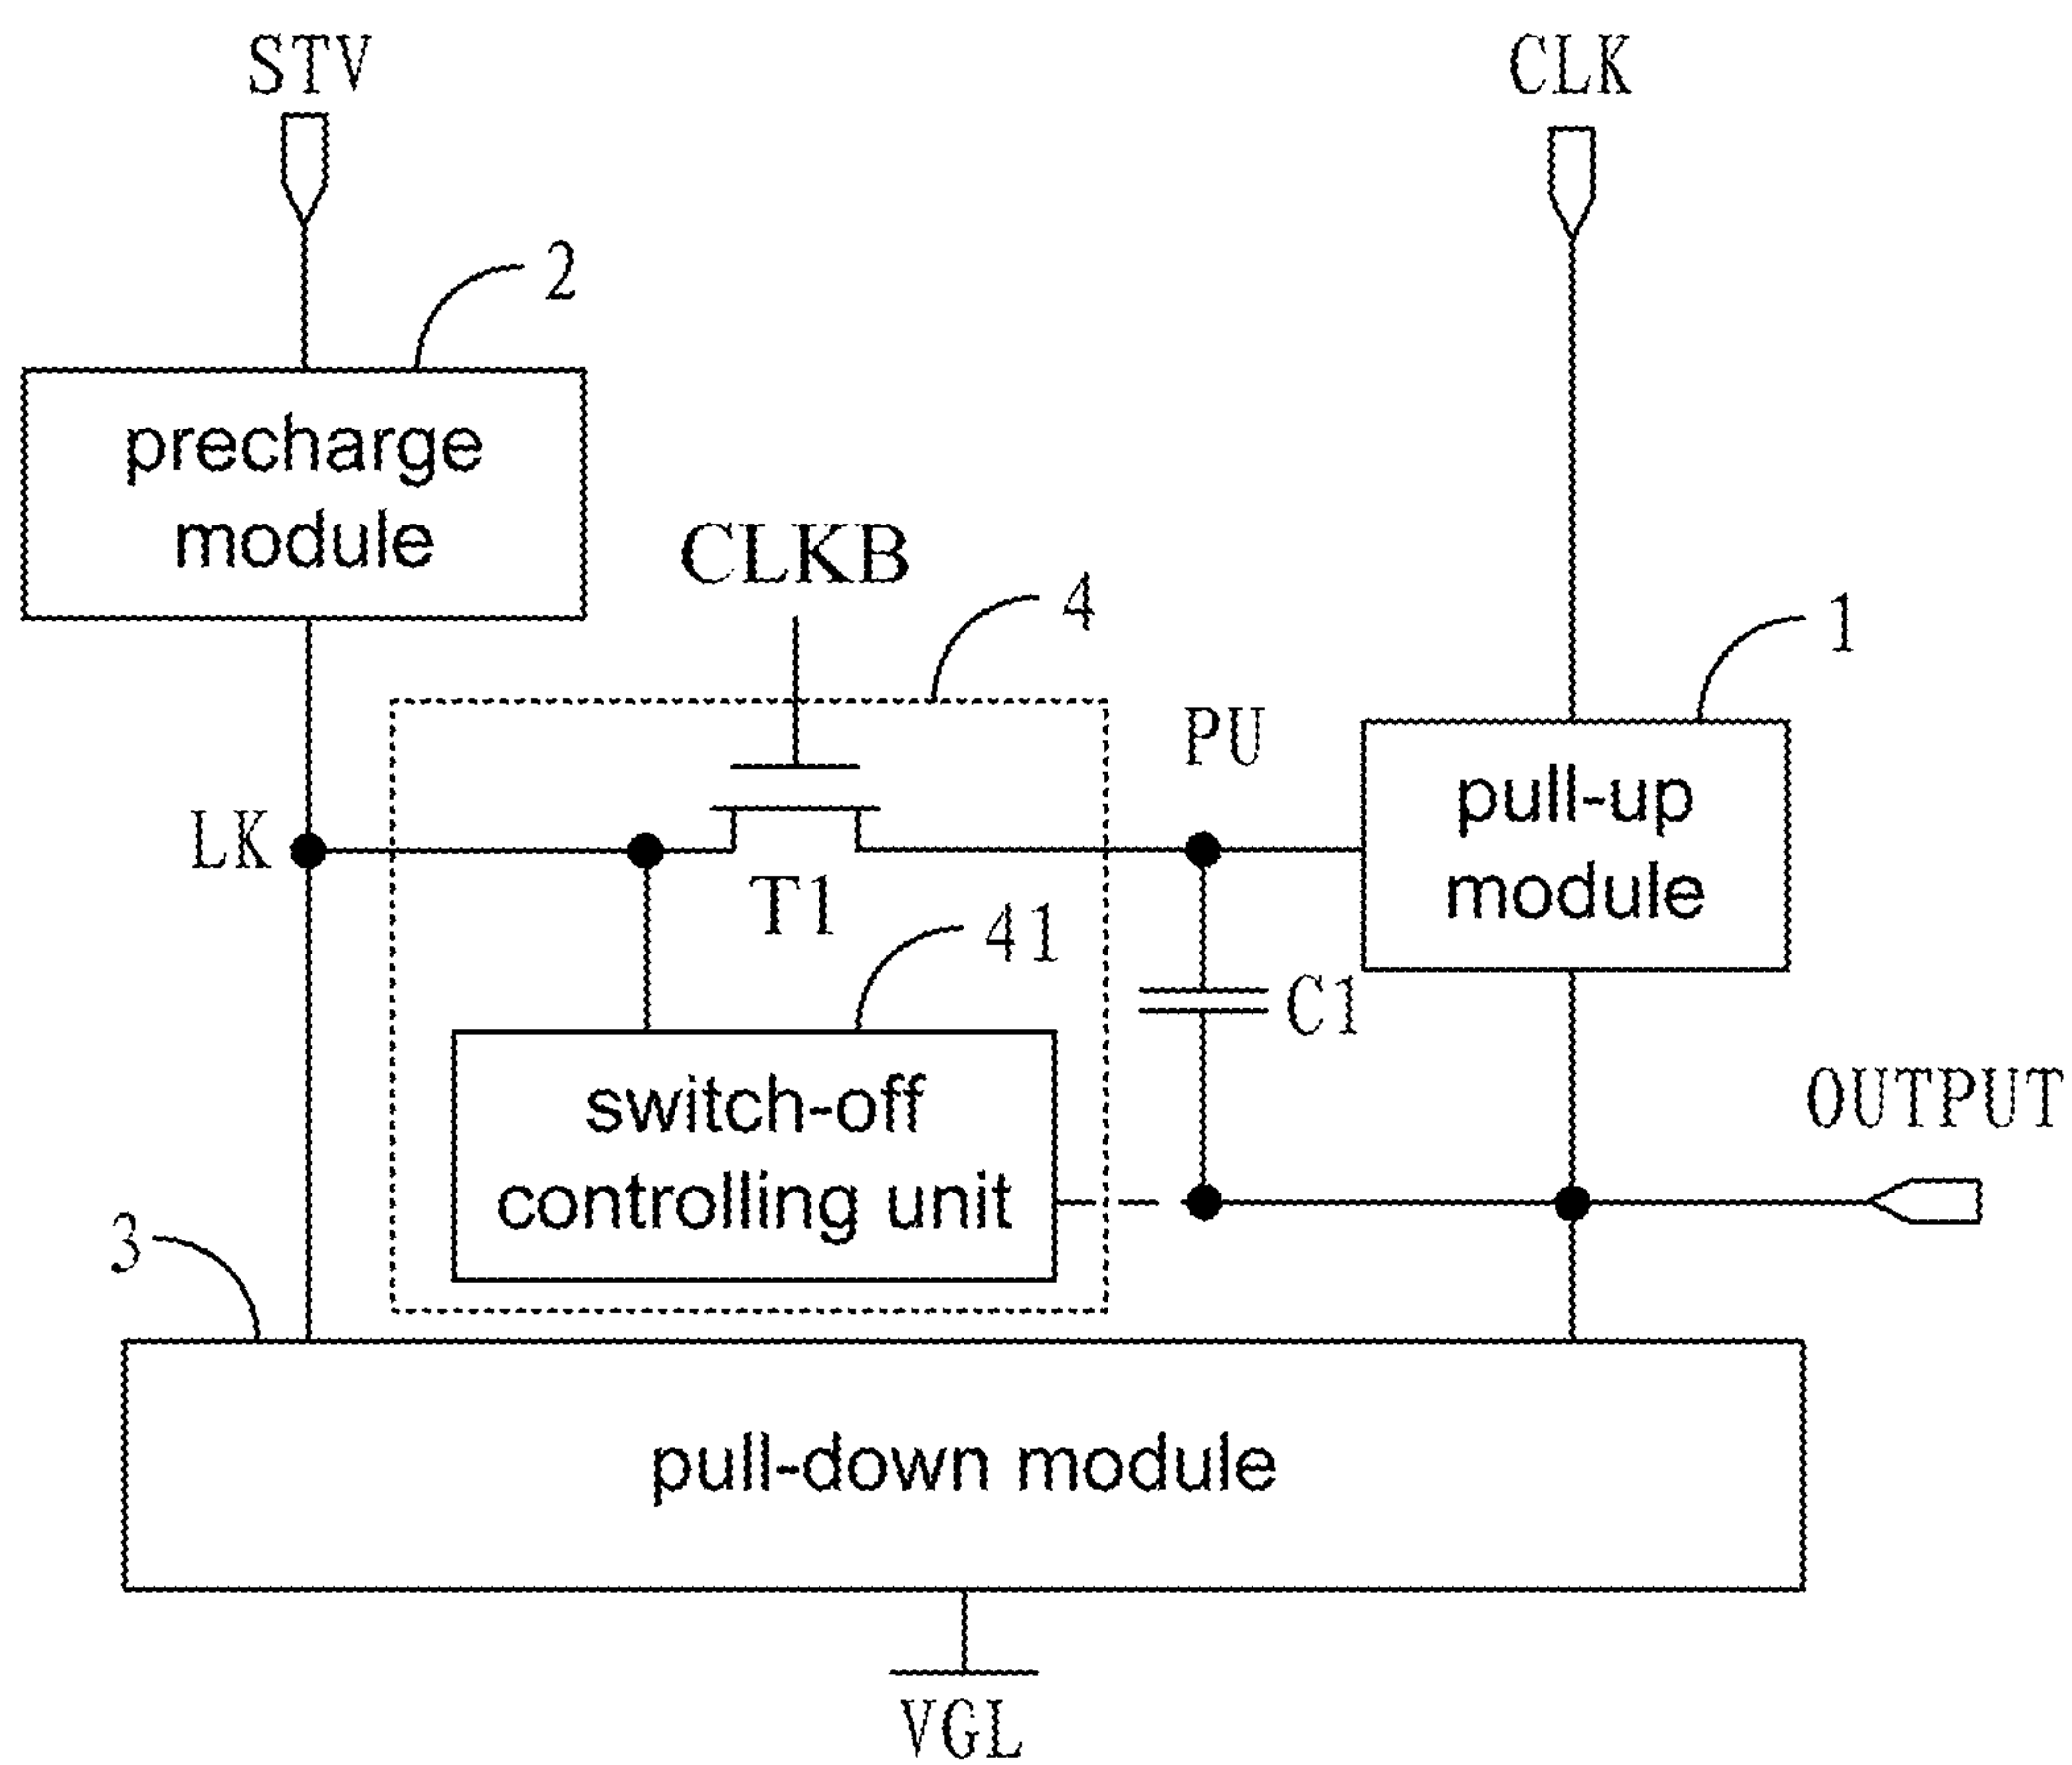 STV
CLK
2
precharge
module
CLKB
4
1
PU
pull-up
module
LK
T1
41
C1
switch-off
controlling unit
OUTPUT
3
pull-down module
VGL